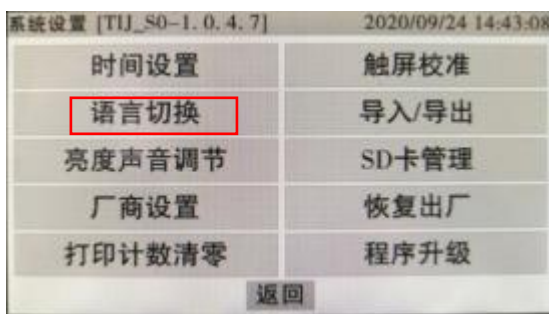 系统设置 [TIJ_S0-1.0.4.7] 2020/09/24 14:43:08
时间设置 触屏校准
语言切换 导入/导出
亮度声音调节 SD卡管理
厂商设置 恢复出厂
打印计数清零 程序升级
返回